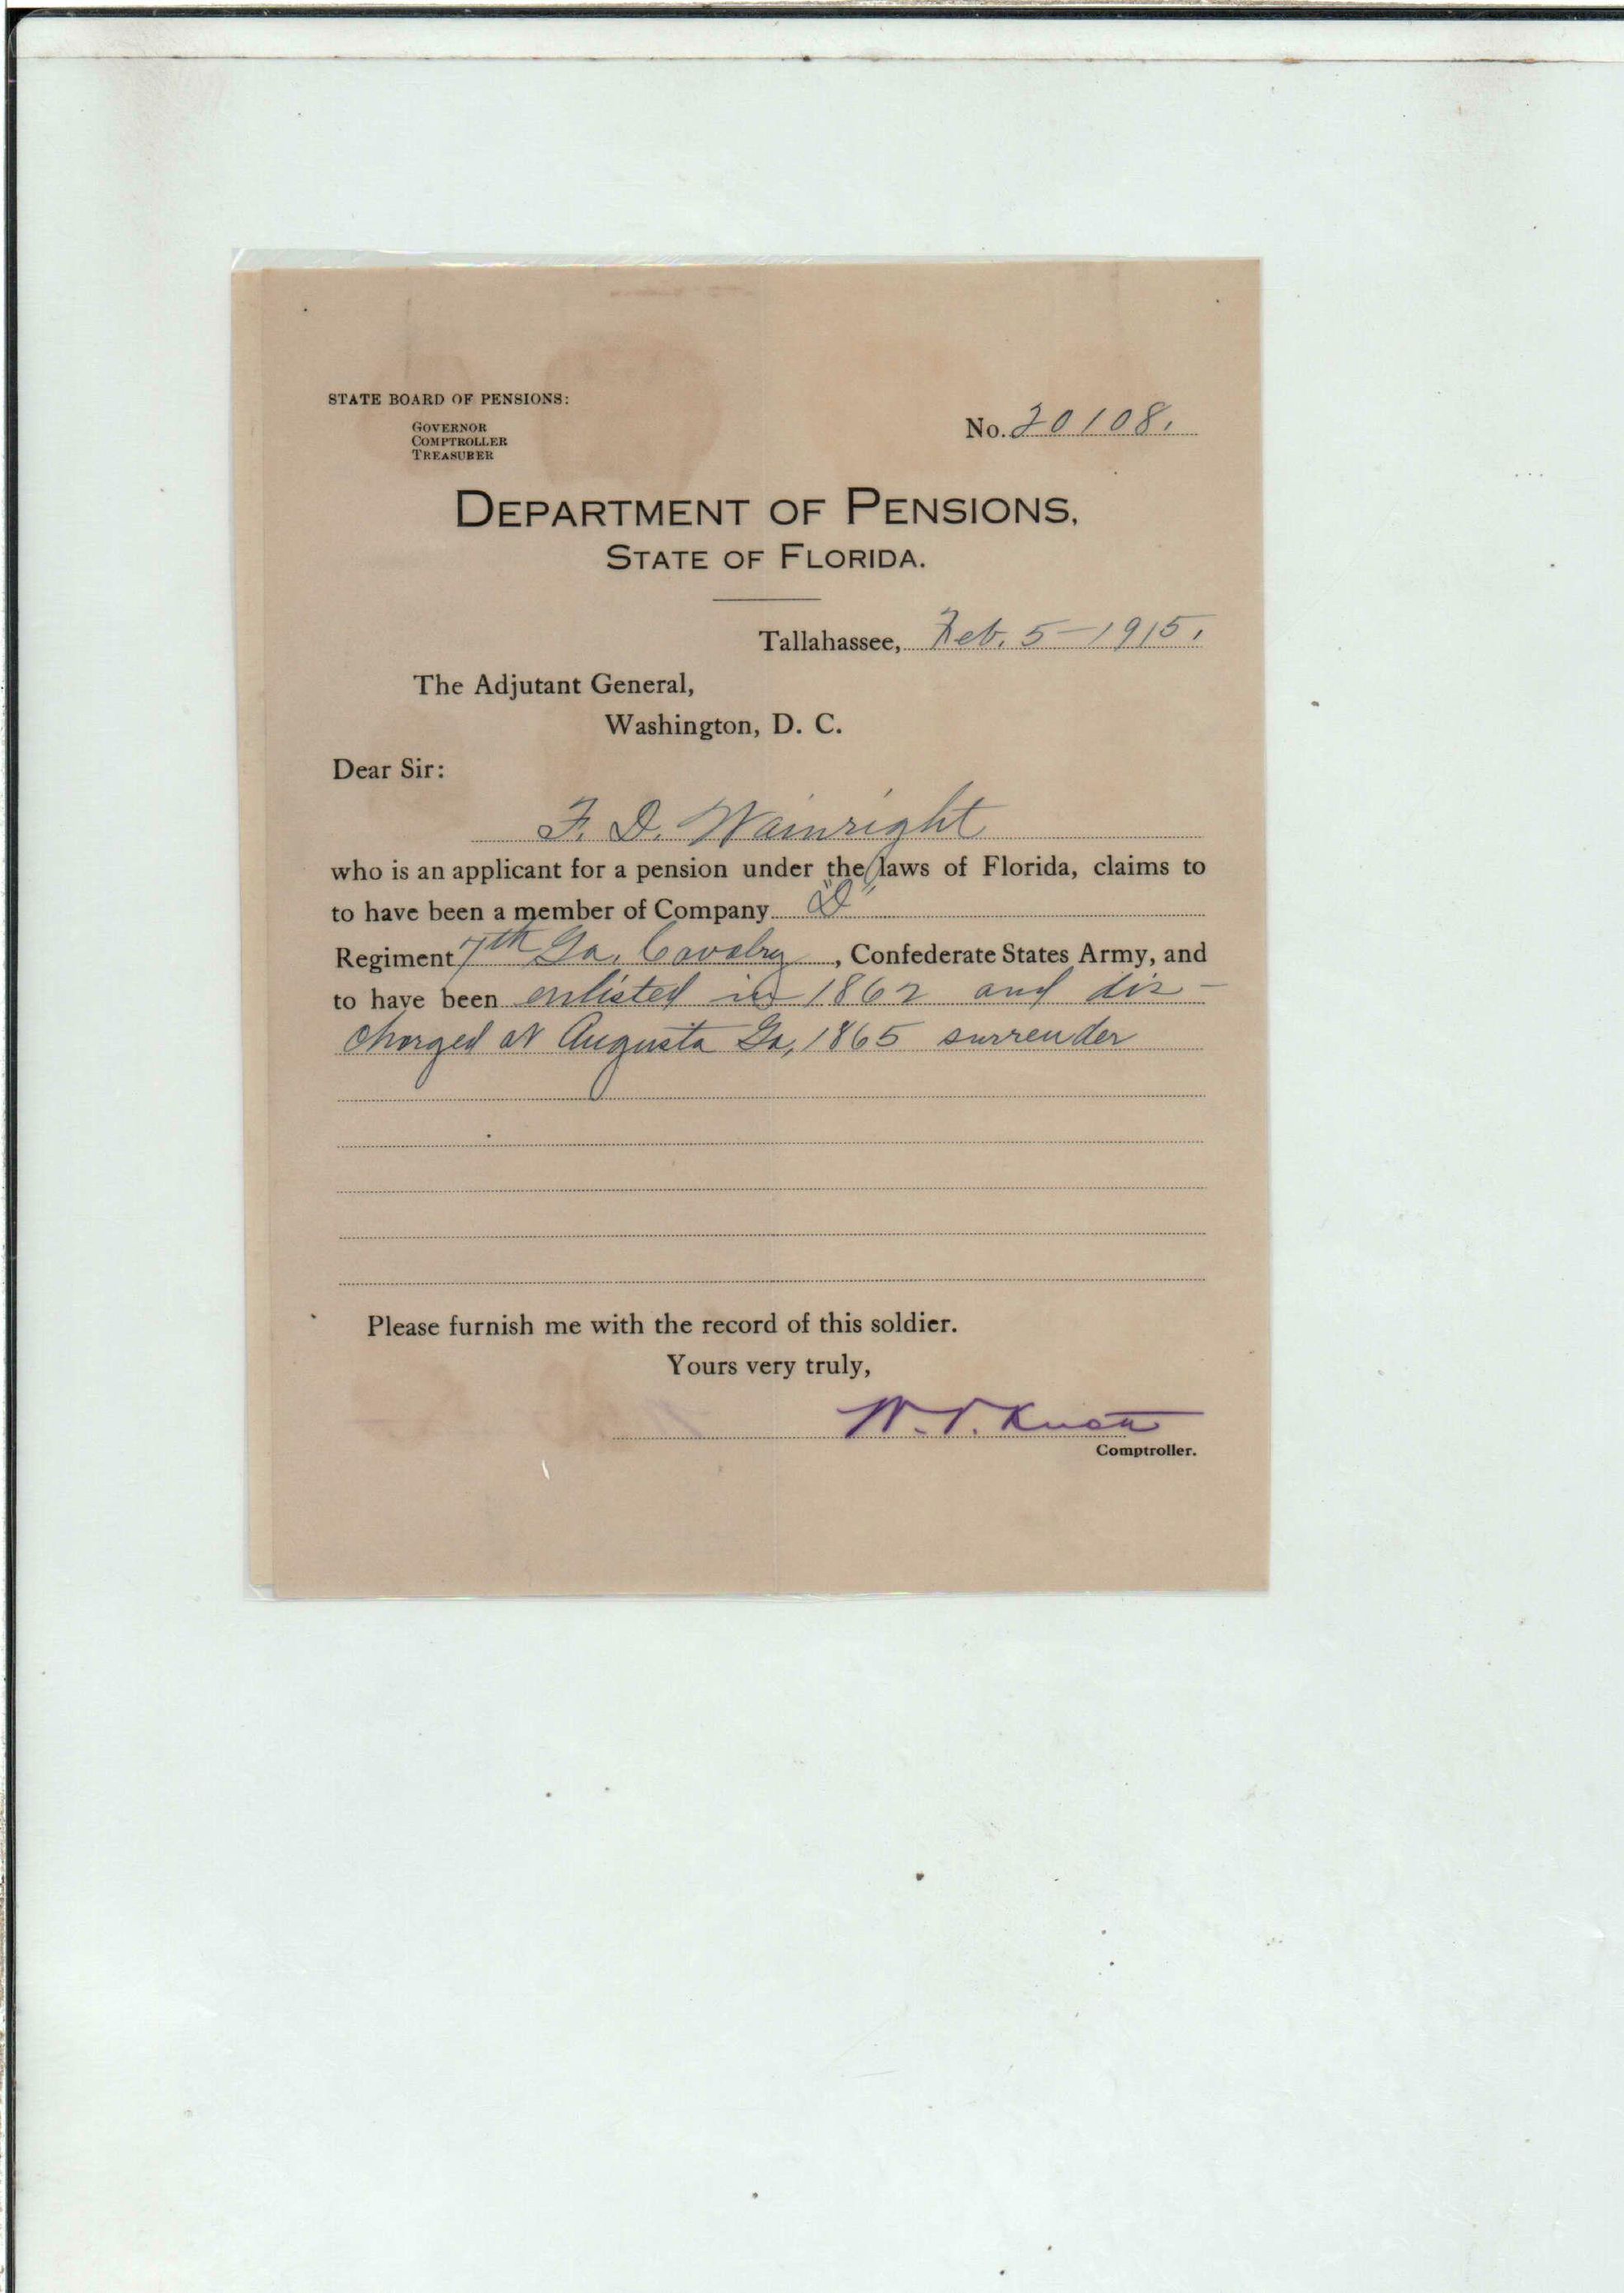 STATE BOARD OF PENSIONS:
GOVERNOR
COMPTROLLER
TREASURER
No. 20108.
DEPARTMENT OF PENSIONS,
STATE OF FLORIDA.
Tallahassee, Feb. 5-1915.
The Adjutant General,
Washington, D. C.
Dear Sir:
F. D. Wainright
who is an applicant for a pension under the laws of Florida, claims to
to have been a member of Company "D"
Regiment 7th Ga. Cavalry, Confederate States Army, and
to have been enlisted in 1862 and dis-
charged at Augusta Ga, 1865 surrender
Please furnish me with the record of this soldier.
Yours very truly,
W. V. Knott
Comptroller.